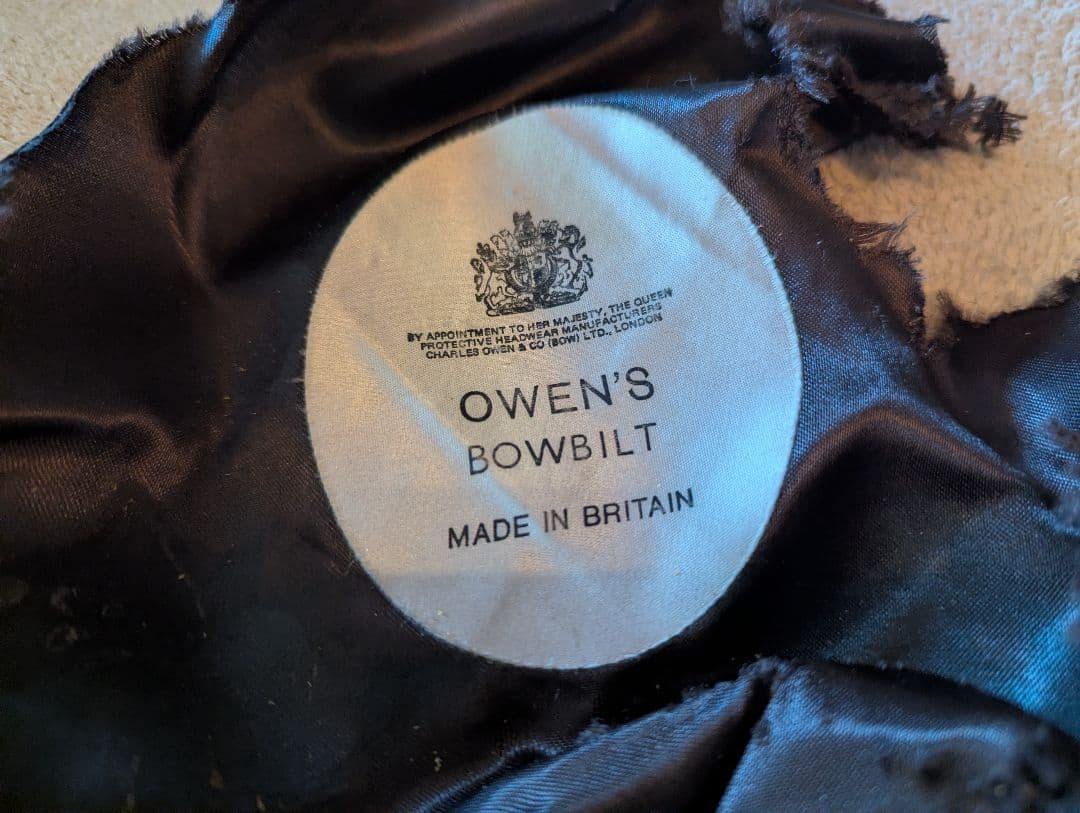 BY APPOINTMENT TO HER MAJESTY, THE QUEEN
PROTECTIVE HEADWEAR MANUFACTURERS
CHARLES OWEN & CO (BOW) LTD., LONDON
OWEN'S
BOWBILT
MADE IN BRITAIN